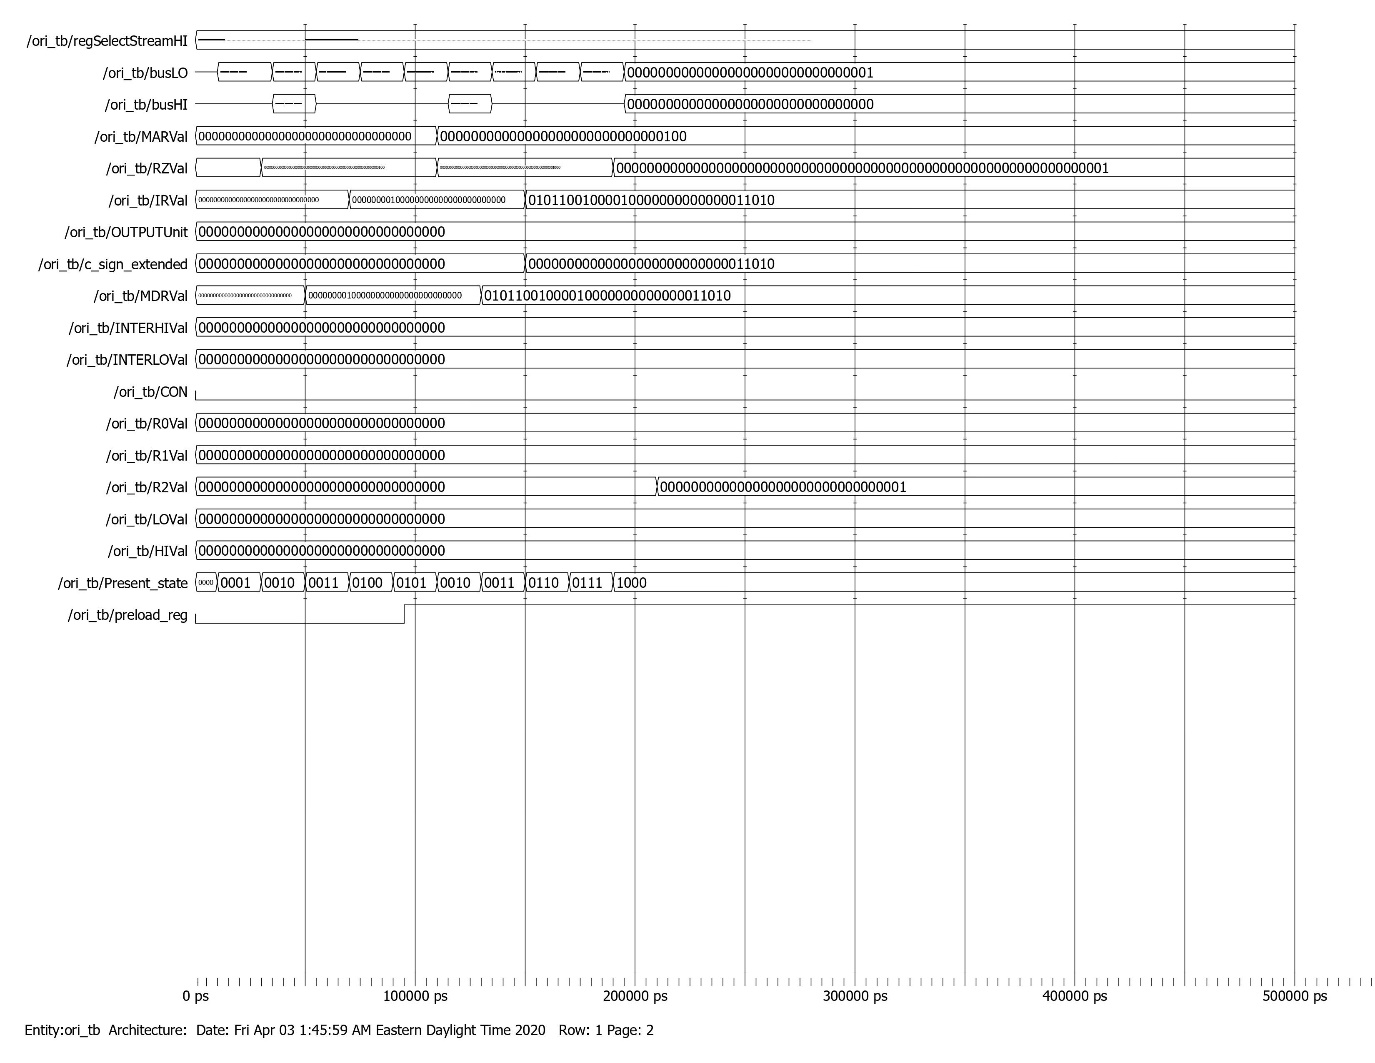 /ori_tb/regSelectStreamHI
/ori_tb/busLO 00000000000000000000000000000001
/ori_tb/busHI 00000000000000000000000000000000
/ori_tb/MARVal 00000000000000000000000000000000 00000000000000000000000000000100
/ori_tb/RZVal 0000000000000000000000000000000000000000000000000000000000000001
/ori_tb/IRVal 00000000000000000000000000000000 00000000100000000000000000000000 01011001000010000000000000011010
/ori_tb/OUTPUTUnit 00000000000000000000000000000000
/ori_tb/c_sign_extended 00000000000000000000000000000000 00000000000000000000000000011010
/ori_tb/MDRVal 00000000000000000000000000000000 00000000100000000000000000000000 01011001000010000000000000011010
/ori_tb/INTERHIVal 00000000000000000000000000000000
/ori_tb/INTERLOVal 00000000000000000000000000000000
/ori_tb/CON
/ori_tb/R0Val 00000000000000000000000000000000
/ori_tb/R1Val 00000000000000000000000000000000
/ori_tb/R2Val 00000000000000000000000000000000 00000000000000000000000000000001
/ori_tb/LOVal 00000000000000000000000000000000
/ori_tb/HIVal 00000000000000000000000000000000
/ori_tb/Present_state 0000 0001 0010 0011 0100 0101 0010 0011 0110 0111 1000
/ori_tb/preload_reg
0 ps 100000 ps 200000 ps 300000 ps 400000 ps 500000 ps
Entity:ori_tb Architecture: Date: Fri Apr 03 1:45:59 AM Eastern Daylight Time 2020 Row: 1 Page: 2